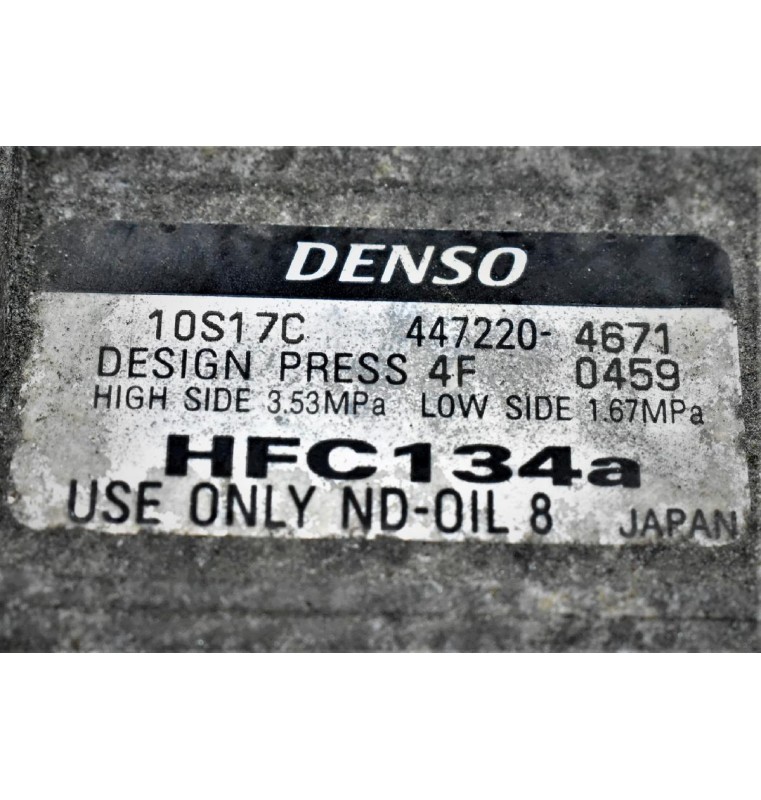 DENSO
10S17C 447220- 4671
DESIGN PRESS 4F 0459
HIGH SIDE 3.53MPa LOW SIDE 1.67MPa
HFC134a
USE ONLY ND-OIL 8 JAPAN